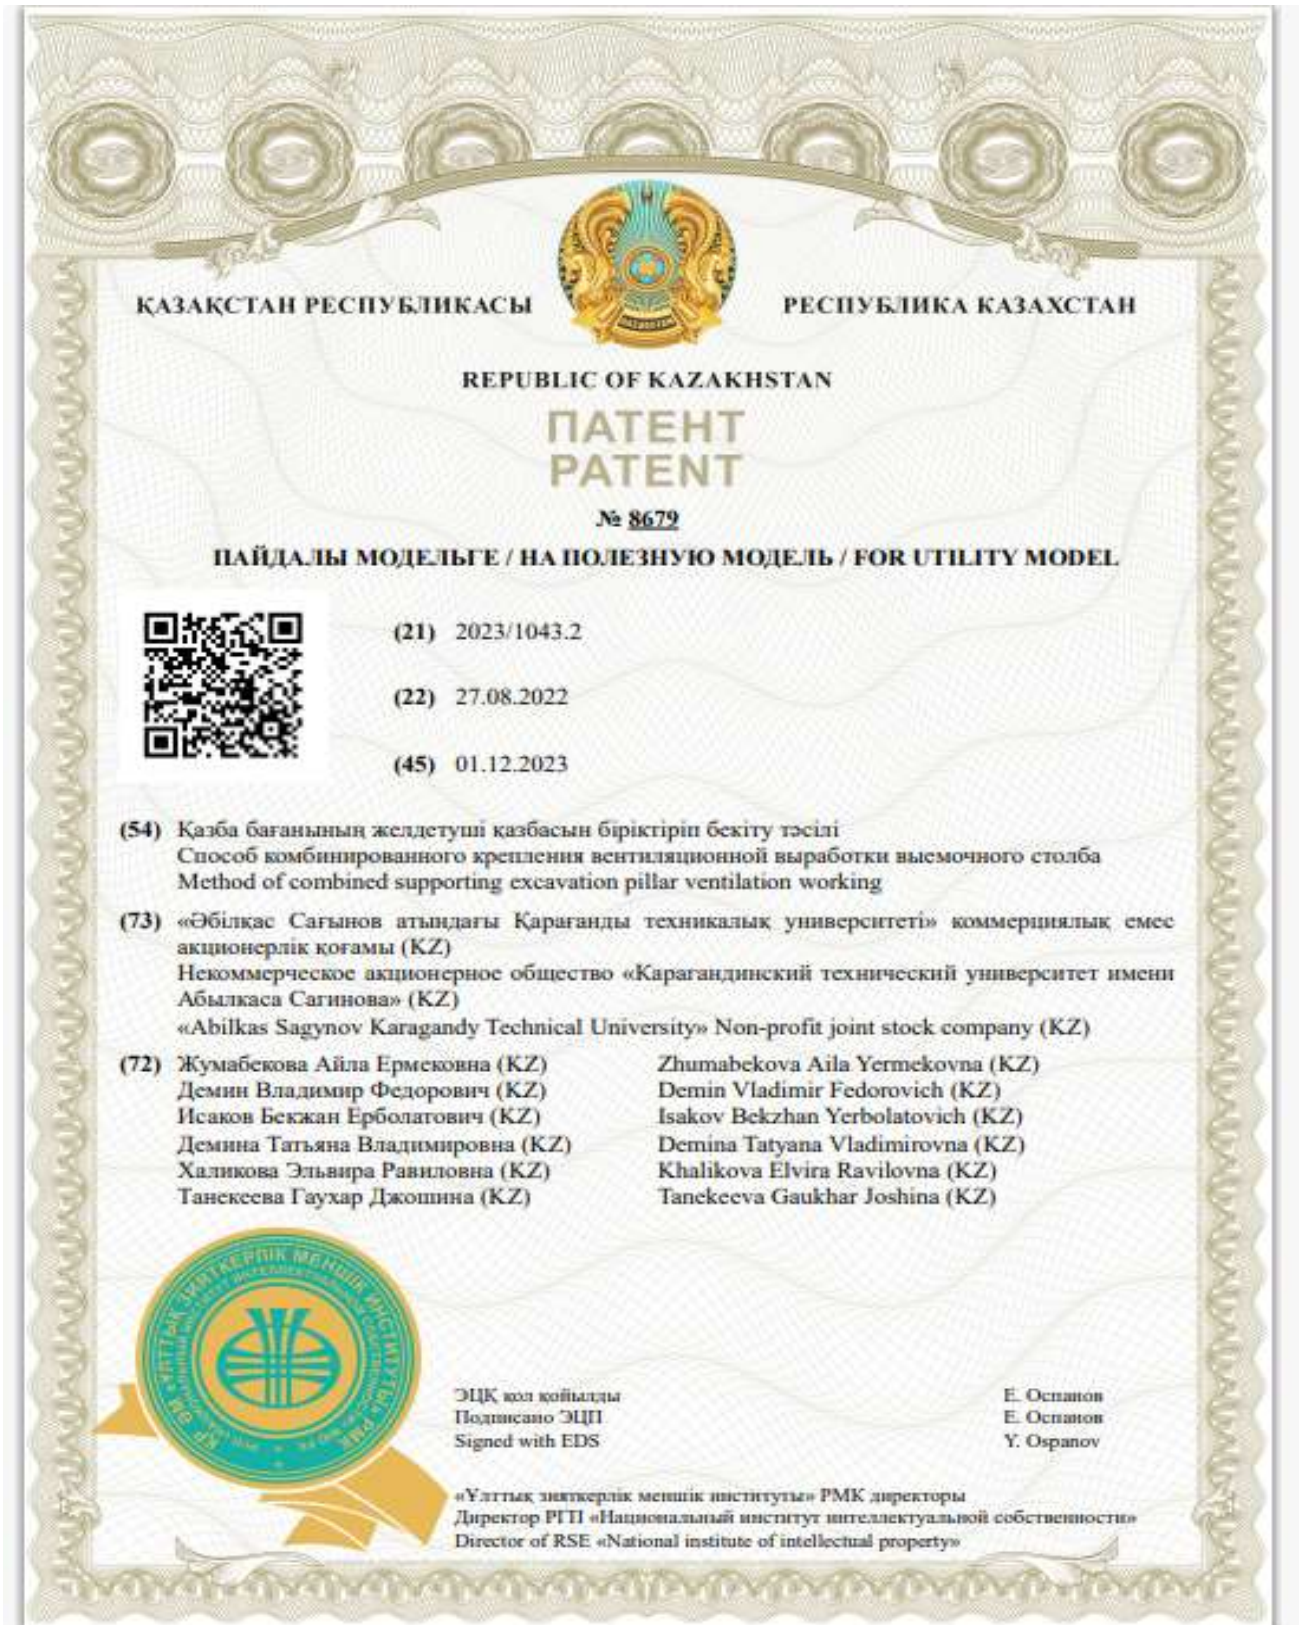 ҚАЗАҚСТАН РЕСПУБЛИКАСЫ
РЕСПУБЛИКА КАЗАХСТАН
REPUBLIC OF KAZAKHSTAN
ПАТЕНТ
PATENT
№ 8679
ПАЙДАЛЫ МОДЕЛЬГЕ / НА ПОЛЕЗНУЮ МОДЕЛЬ / FOR UTILITY MODEL
(21) 2023/1043.2
(22) 27.08.2022
(45) 01.12.2023
(54) Қазба бағанының желдетуші қазбасын біріктіріп бекіту тәсілі
Способ комбинированного крепления вентиляционной выработки выемочного столба
Method of combined supporting excavation pillar ventilation working
(73) «Әбілқас Сағынов атындағы Қарағанды техникалық университеті» коммерциялық емес
акционерлік қоғамы (KZ)
Некоммерческое акционерное общество «Карагандинский технический университет имени
Абылкаса Сагинова» (KZ)
«Abilkas Sagynov Karagandy Technical University» Non-profit joint stock company (KZ)
(72) Жумабекова Айла Ермековна (KZ) Zhumabekova Aila Yermekovna (KZ)
Демин Владимир Федорович (KZ) Demin Vladimir Fedorovich (KZ)
Исаков Бекжан Ерболатович (KZ) Isakov Bekzhan Yerbolatovich (KZ)
Демина Татьяна Владимировна (KZ) Demina Tatyana Vladimirovna (KZ)
Халикова Эльвира Равиловна (KZ) Khalikova Elvira Ravilovna (KZ)
Танекеева Гаухар Джошина (KZ) Tanekeeva Gaukhar Joshina (KZ)
ҚР ӘМ «ҰЛТТЫҚ ЗИЯТКЕРЛІК МЕНШІК ИНСТИТУТЫ» РМК
ЭЦҚ қол қойылды Е. Оспанов
Подписано ЭЦП Е. Оспанов
Signed with EDS Y. Ospanov
«Ұлттық зияткерлік меншік институты» РМК директоры
Директор РГП «Национальный институт интеллектуальной собственности»
Director of RSE «National institute of intellectual property»